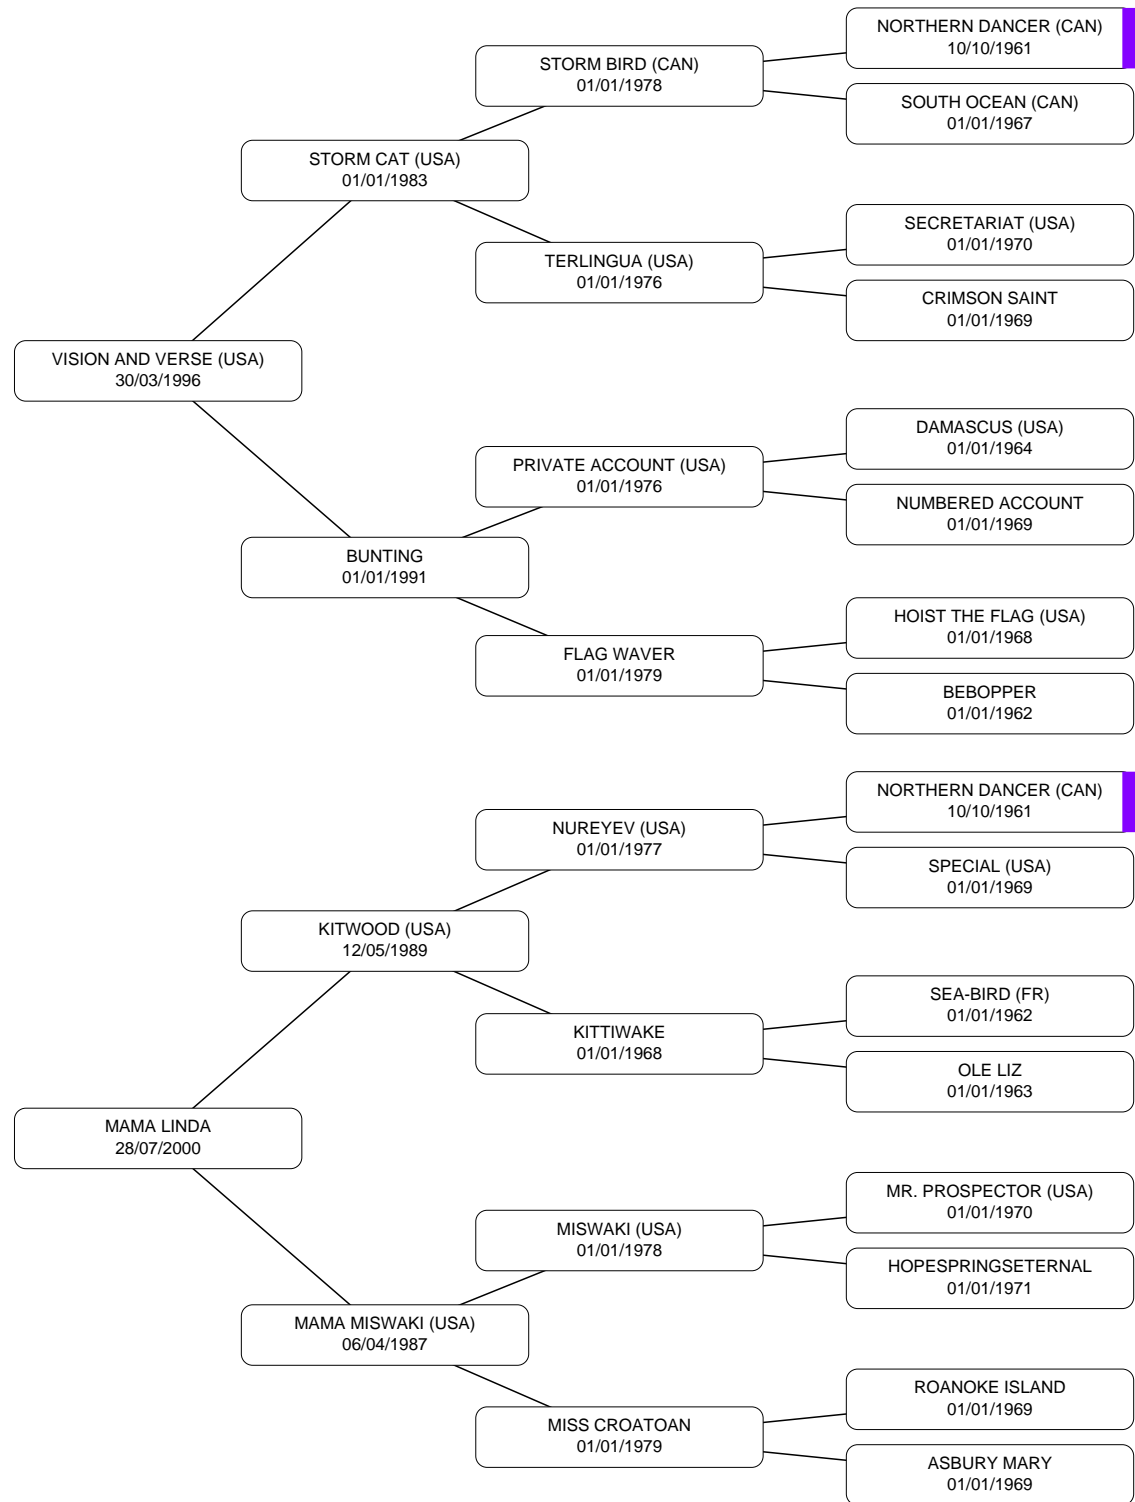 NORTHERN DANCER (CAN)
10/10/1961
STORM BIRD (CAN)
01/01/1978
SOUTH OCEAN (CAN)
01/01/1967
STORM CAT (USA)
01/01/1983
SECRETARIAT (USA)
01/01/1970
TERLINGUA (USA)
01/01/1976
CRIMSON SAINT
01/01/1969
VISION AND VERSE (USA)
30/03/1996
DAMASCUS (USA)
01/01/1964
PRIVATE ACCOUNT (USA)
01/01/1976
NUMBERED ACCOUNT
01/01/1969
BUNTING
01/01/1991
HOIST THE FLAG (USA)
01/01/1968
FLAG WAVER
01/01/1979
BEBOPPER
01/01/1962
NORTHERN DANCER (CAN)
10/10/1961
NUREYEV (USA)
01/01/1977
SPECIAL (USA)
01/01/1969
KITWOOD (USA)
12/05/1989
SEA-BIRD (FR)
01/01/1962
KITTIWAKE
01/01/1968
OLE LIZ
01/01/1963
MAMA LINDA
28/07/2000
MR. PROSPECTOR (USA)
01/01/1970
MISWAKI (USA)
01/01/1978
HOPESPRINGSETERNAL
01/01/1971
MAMA MISWAKI (USA)
06/04/1987
ROANOKE ISLAND
01/01/1969
MISS CROATOAN
01/01/1979
ASBURY MARY
01/01/1969